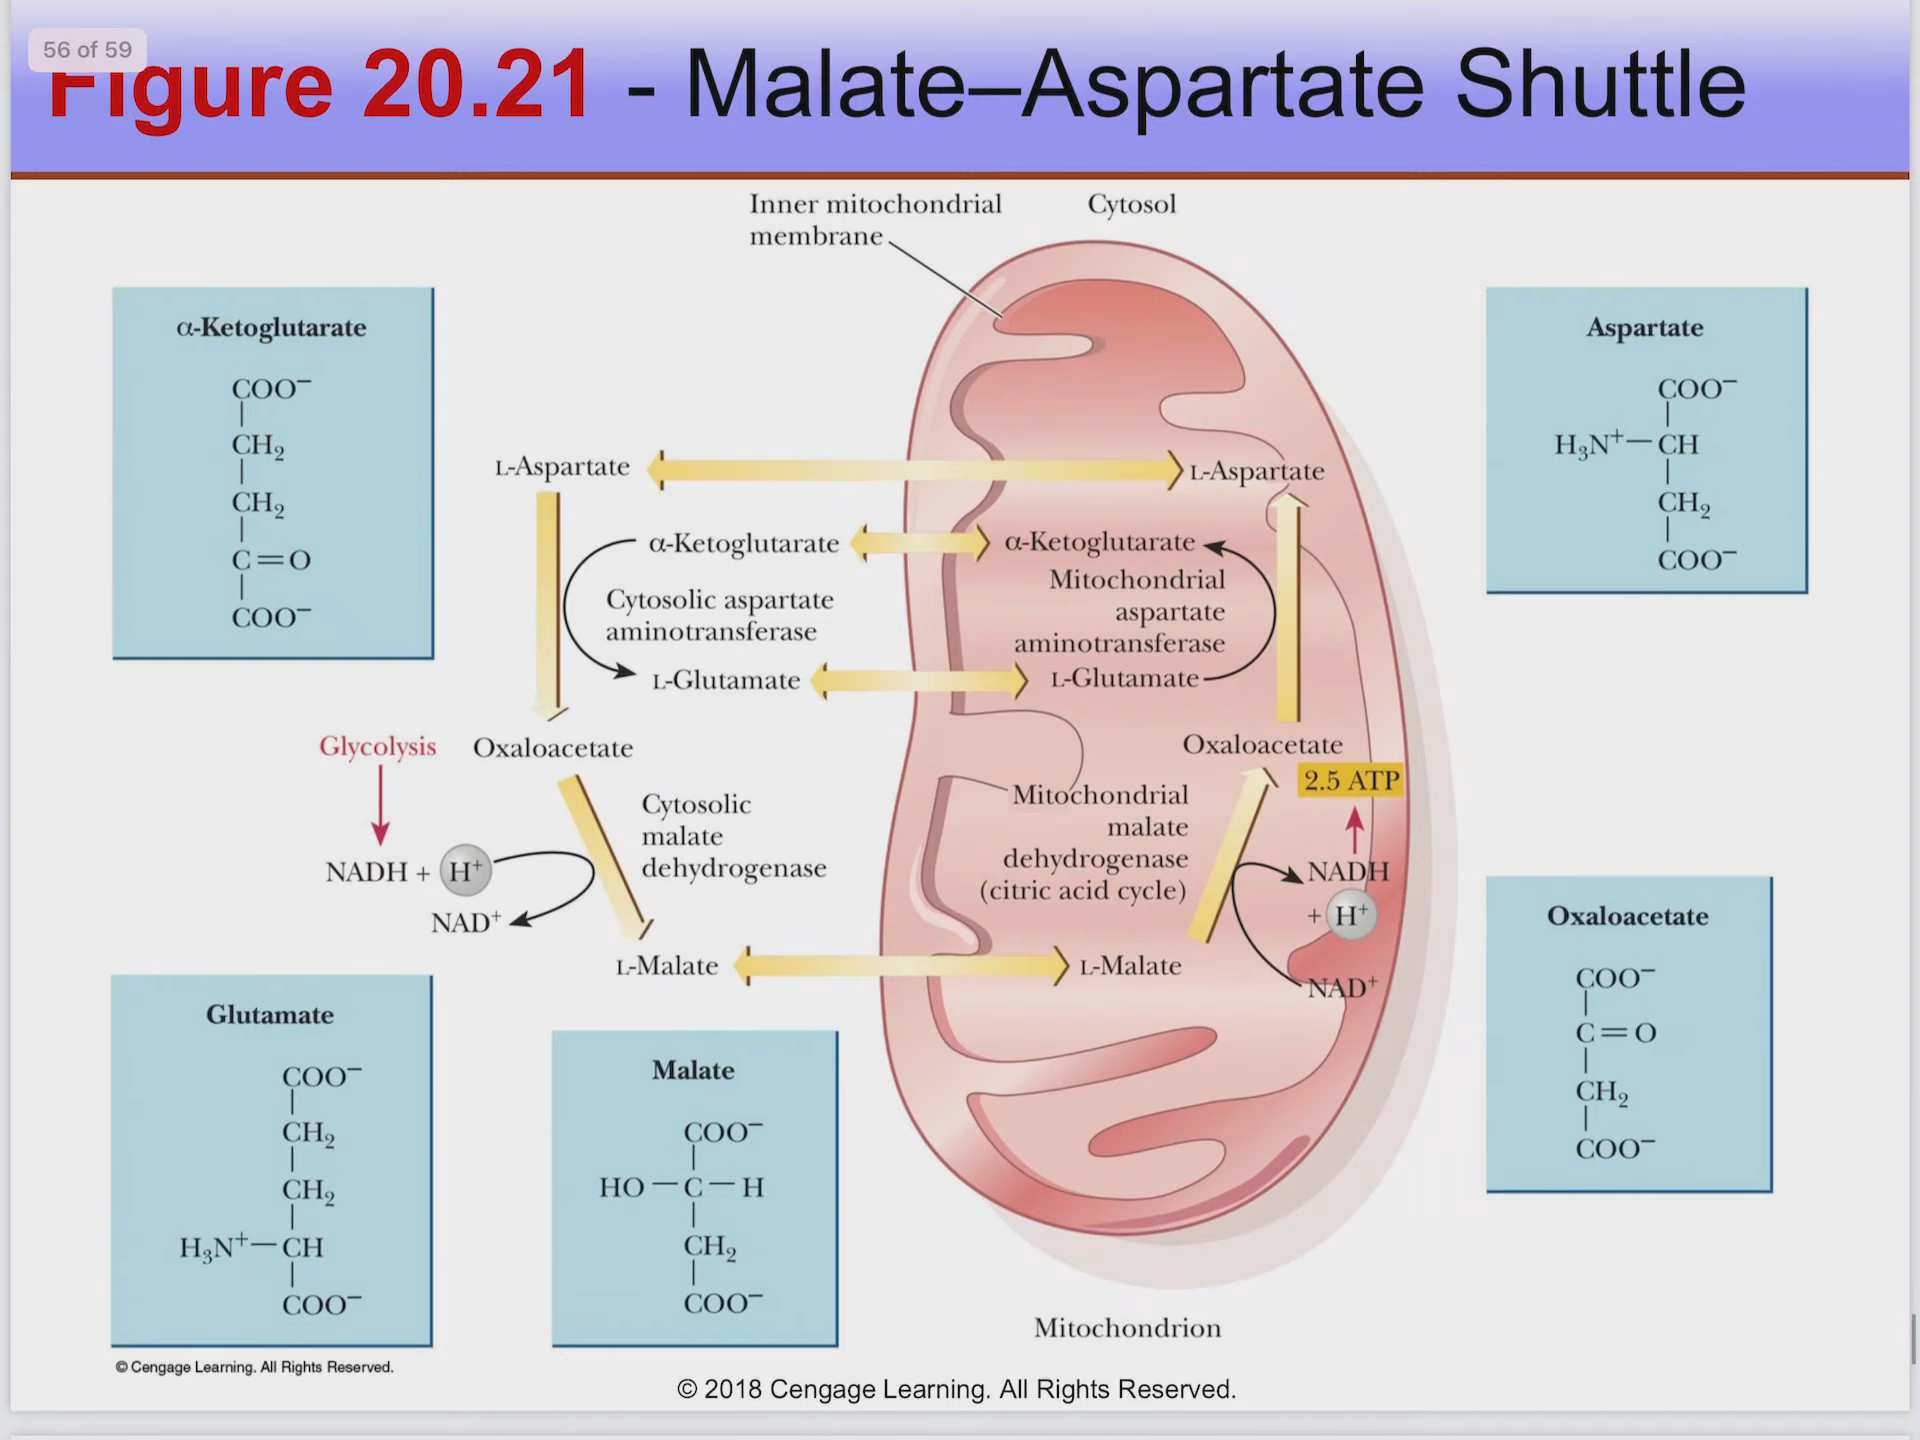 56 of 59
Figure 20.21 - Malate–Aspartate Shuttle
Inner mitochondrial
membrane
Cytosol
α-Ketoglutarate
COO⁻
CH₂
CH₂
C=O
COO⁻
Aspartate
COO⁻
H₃N⁺—CH
CH₂
COO⁻
L-Aspartate
L-Aspartate
α-Ketoglutarate
α-Ketoglutarate
Cytosolic aspartate
aminotransferase
Mitochondrial
aspartate
aminotransferase
L-Glutamate
L-Glutamate
Glycolysis
Oxaloacetate
Oxaloacetate
2.5 ATP
Cytosolic
malate
dehydrogenase
Mitochondrial
malate
dehydrogenase
(citric acid cycle)
NADH + H⁺
NAD⁺
NADH
+ H⁺
NAD⁺
L-Malate
L-Malate
Oxaloacetate
COO⁻
C=O
CH₂
COO⁻
Glutamate
COO⁻
CH₂
CH₂
H₃N⁺—CH
COO⁻
Malate
COO⁻
HO—C—H
CH₂
COO⁻
Mitochondrion
© Cengage Learning. All Rights Reserved.
© 2018 Cengage Learning. All Rights Reserved.